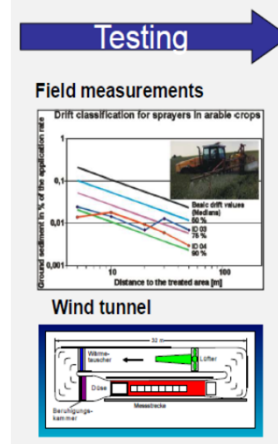 Testing
Field measurements
Drift classification for sprayers in arable crops
Ground sediment in % of the application rate
1
0,1
0,01
0,001
Basic drift values
(Medians)
50 %
ID 03
75 %
ID 04
90 %
10
100
Distance to the treated area [m]
Wind tunnel
32 m
Wärme-
tauscher
Lüfter
Düse
Messstrecke
Beruhigungs-
kammer